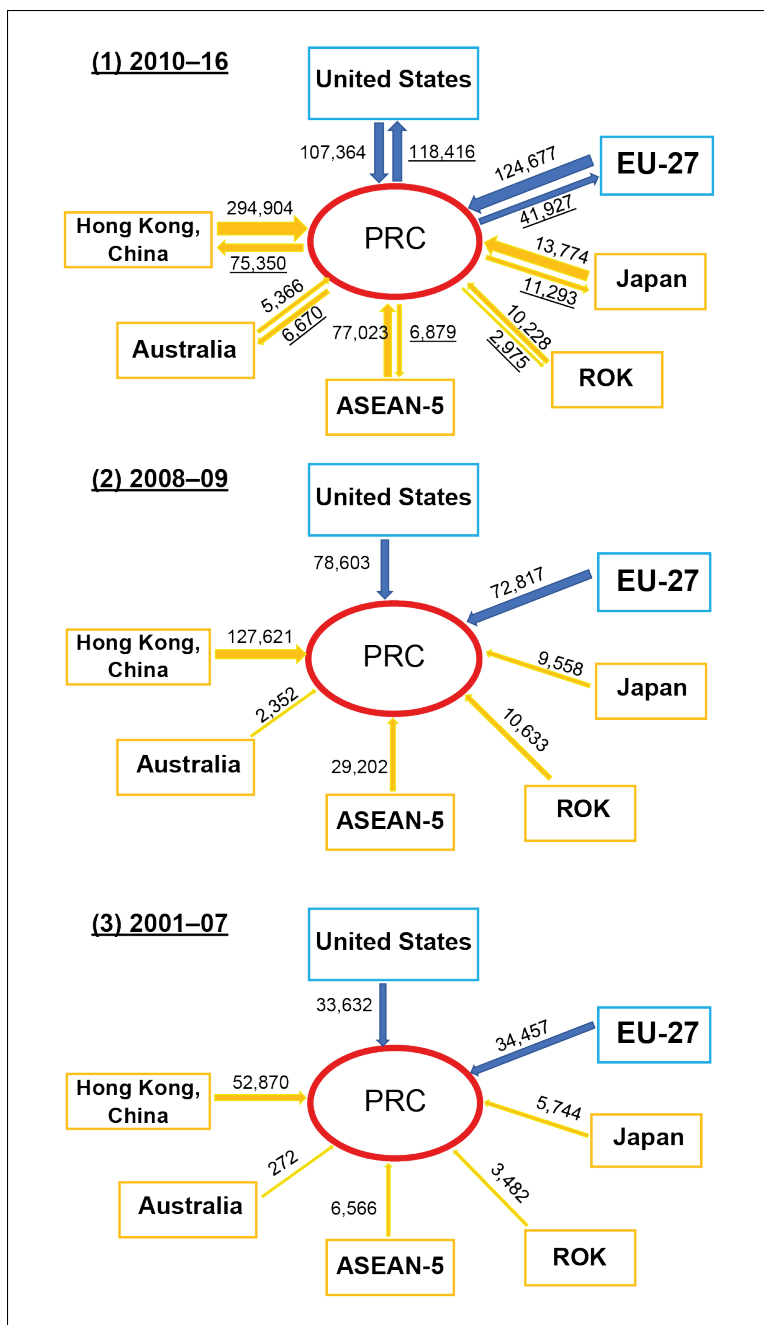 (1) 2010–16
United States
107,364
118,416
124,677
EU-27
41,927
Hong Kong,
China
294,904
75,350
PRC
13,774
11,293
Japan
5,366
6,670
Australia
77,023
6,879
10,228
2,975
ROK
ASEAN-5
(2) 2008–09
United States
78,603
72,817
EU-27
Hong Kong,
China
127,621
PRC
9,558
Japan
2,352
Australia
29,202
10,633
ROK
ASEAN-5
(3) 2001–07
United States
33,632
34,457
EU-27
Hong Kong,
China
52,870
PRC
5,744
Japan
272
Australia
6,566
3,482
ROK
ASEAN-5